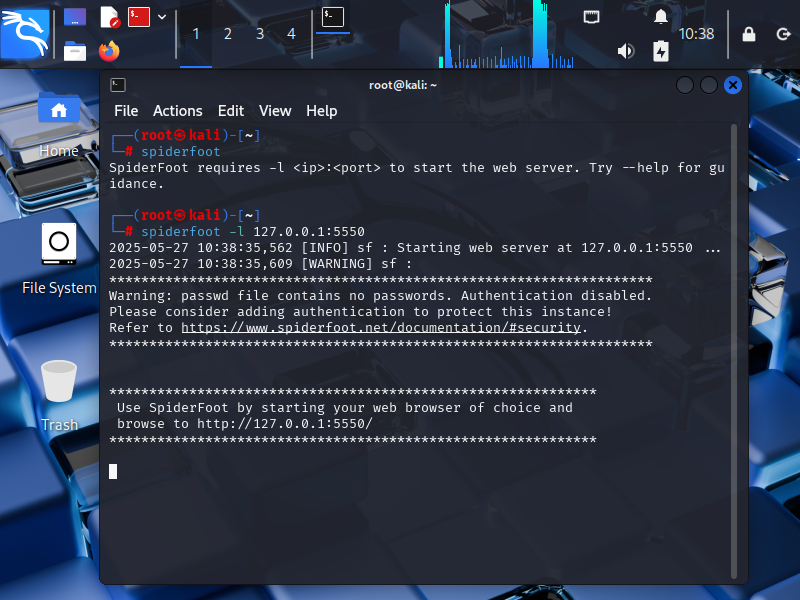 1 2 3 4
10:38
root@kali: ~
File Actions Edit View Help
Home
File System
Trash
┌──(root㉿kali)-[~]
└─# spiderfoot
SpiderFoot requires -l <ip>:<port> to start the web server. Try --help for gu
idance.
┌──(root㉿kali)-[~]
└─# spiderfoot -l 127.0.0.1:5550
2025-05-27 10:38:35,562 [INFO] sf : Starting web server at 127.0.0.1:5550 ...
2025-05-27 10:38:35,609 [WARNING] sf :
********************************************************************
Warning: passwd file contains no passwords. Authentication disabled.
Please consider adding authentication to protect this instance!
Refer to https://www.spiderfoot.net/documentation/#security.
********************************************************************
*************************************************************
Use SpiderFoot by starting your web browser of choice and
browse to http://127.0.0.1:5550/
*************************************************************